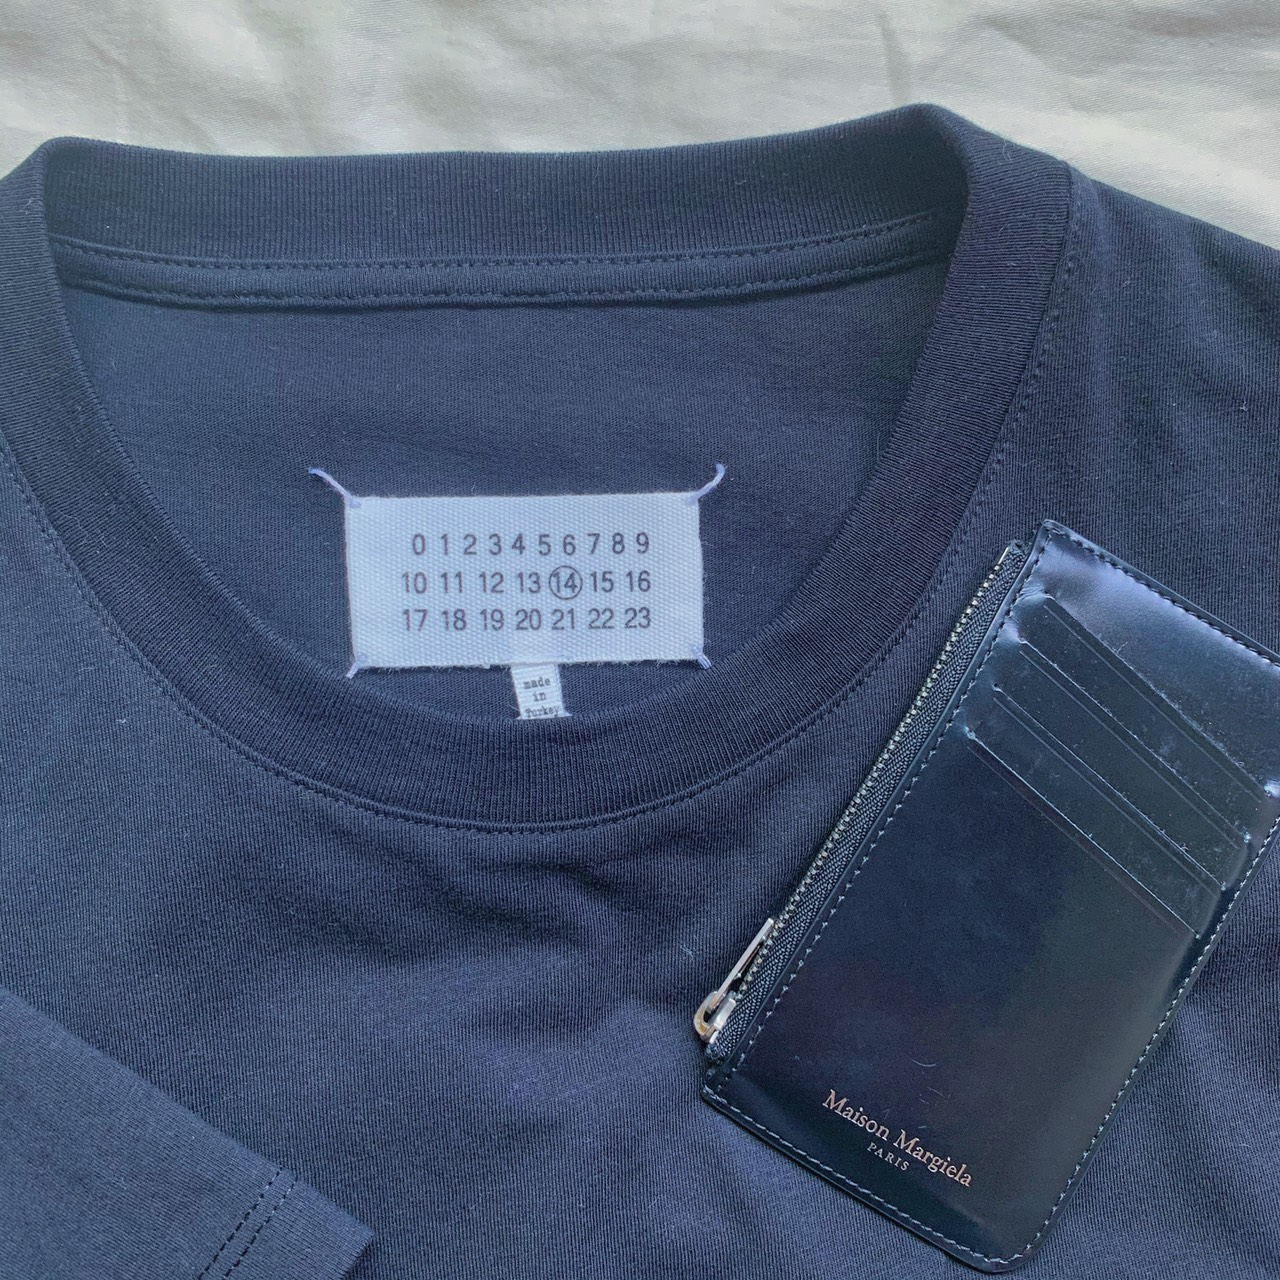 0 1 2 3 4 5 6 7 8 9
10 11 12 13 14 15 16
17 18 19 20 21 22 23
made
in
Turkey
Maison Margiela
PARIS